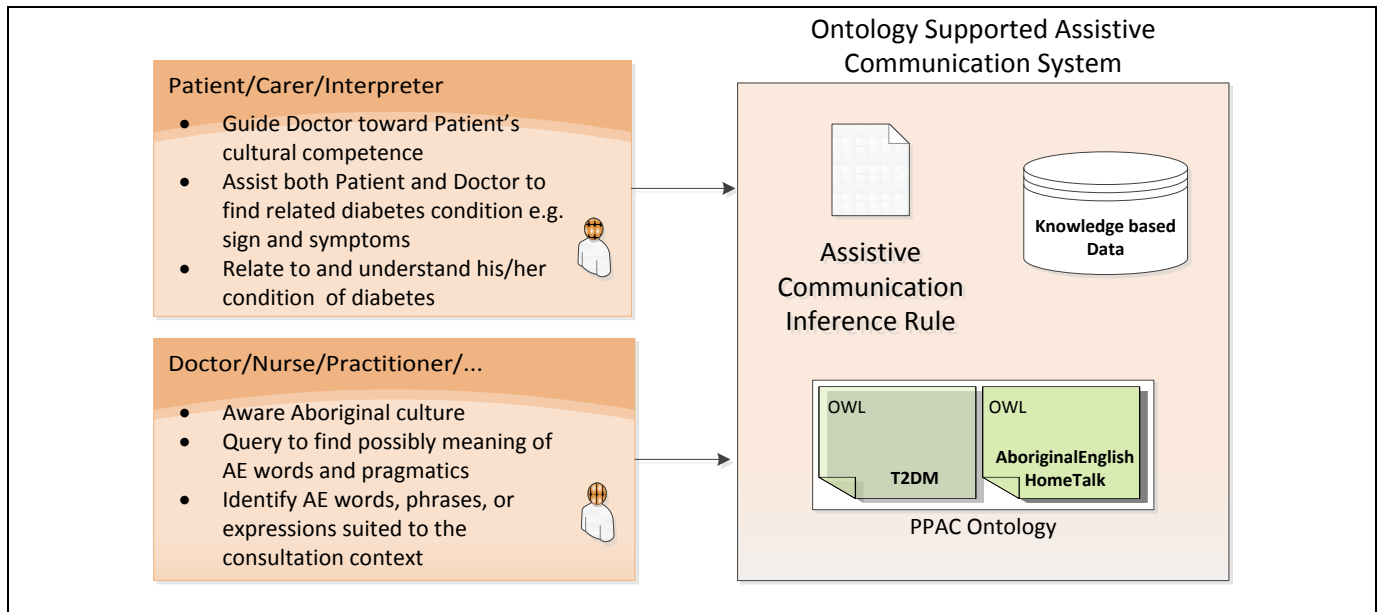 Patient/Carer/Interpreter
• Guide Doctor toward Patient's
cultural competence
• Assist both Patient and Doctor to
find related diabetes condition e.g.
sign and symptoms
• Relate to and understand his/her
condition of diabetes
Doctor/Nurse/Practitioner/...
• Aware Aboriginal culture
• Query to find possibly meaning of
AE words and pragmatics
• Identify AE words, phrases, or
expressions suited to the
consultation context
Ontology Supported Assistive
Communication System
Assistive
Communication
Inference Rule
Knowledge based
Data
OWL
T2DM
OWL
AboriginalEnglish
HomeTalk
PPAC Ontology